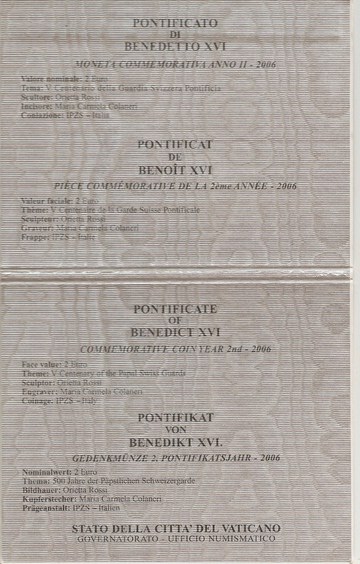 PONTIFICATO
DI
BENEDETTO XVI
MONETA COMMEMORATIVA ANNO II - 2006
Valore nominale: 2 Euro
Tema: V Centenario della Guardia Svizzera Pontificia
Scultore: Orietta Rossi
Incisore: Maria Carmela Colaneri
Coniazione: IPZS – Italia
PONTIFICAT
DE
BENOÎT XVI
PIÈCE COMMÉMORATIVE DE LA 2ème ANNÉE - 2006
Valeur faciale: 2 Euro
Thème: V Centenaire de la Garde Suisse Pontificale
Sculpteur: Orietta Rossi
Graveur: Maria Carmela Colaneri
Frappe: IPZS – Italie
PONTIFICATE
OF
BENEDICT XVI
COMMEMORATIVE COIN YEAR 2nd - 2006
Face value: 2 Euro
Theme: V Centenary of the Papal Swiss Guards
Sculptor: Orietta Rossi
Engraver: Maria Carmela Colaneri
Coinage: IPZS – Italy
PONTIFIKAT
VON
BENEDIKT XVI.
GEDENKMÜNZE 2. PONTIFIKATSJAHR - 2006
Nominalwert: 2 Euro
Thema: 500 Jahre der Päpstlichen Schweizergarde
Bildhauer: Orietta Rossi
Kupferstecher: Maria Carmela Colaneri
Prägeanstalt: IPZS – Italien
STATO DELLA CITTA' DEL VATICANO
GOVERNATORATO – UFFICIO NUMISMATICO